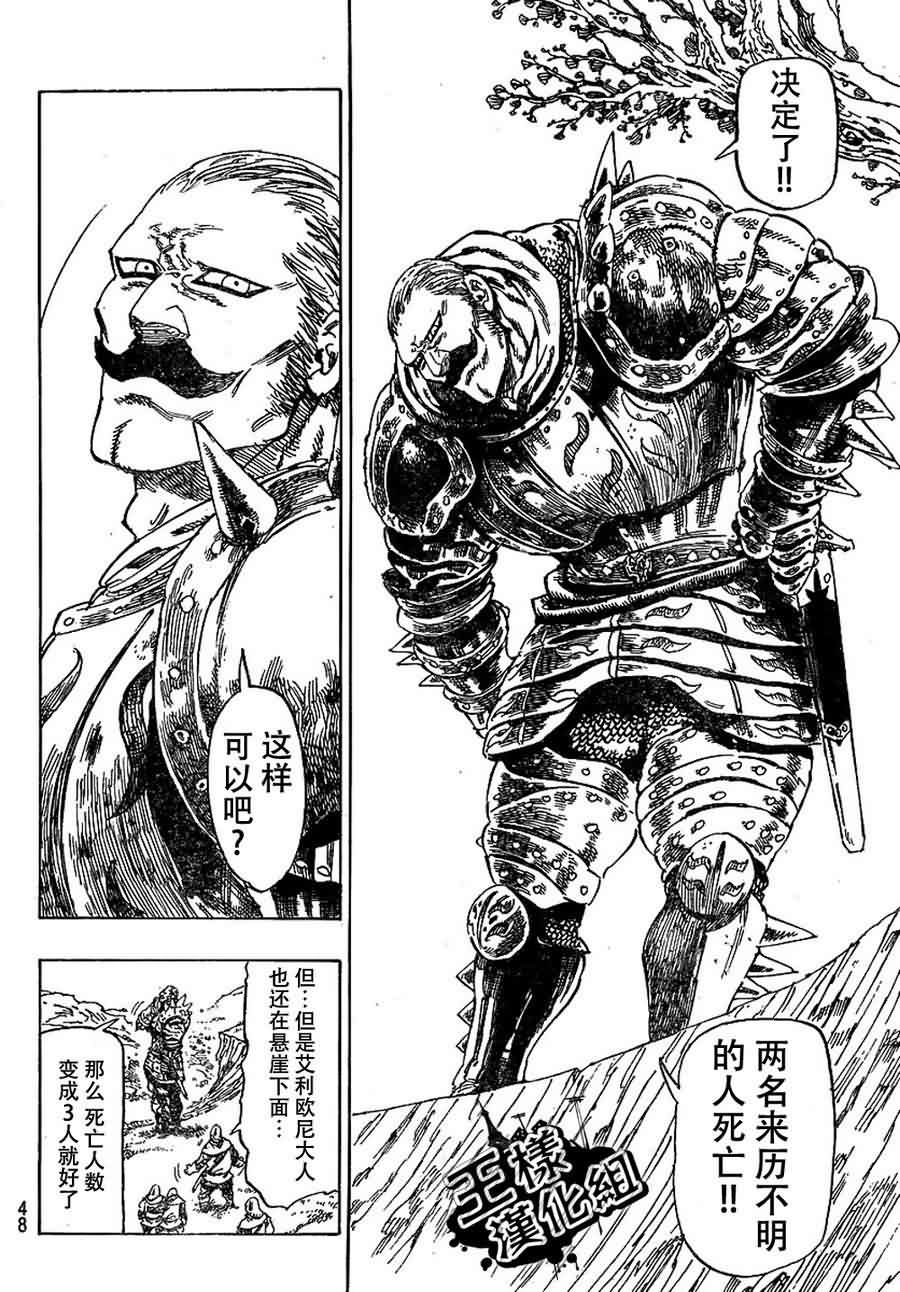 决定了!!
两名来历不明
的人死亡!!
这样
可以吧?
但…但是艾利欧尼大人
也还在悬崖下面…
那么 死亡人数
变成3人就好了
王樣
漢化組
48